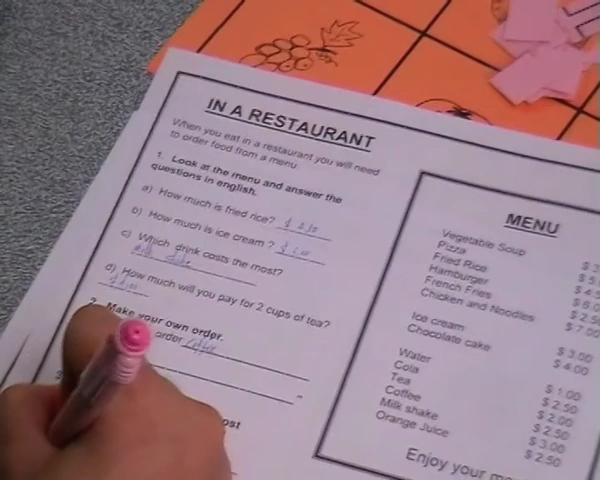 IN A RESTAURANT
When you eat in a restaurant you will need
to order food from a menu.
1. Look at the menu and answer the
questions in english.
a) How much is fried rice?
b) How much is ice cream ?
c) Which drink costs the most?
d) How much will you pay for 2 cups of tea?
2. Make your own order.
order coffee
MENU
Vegetable Soup
Pizza
Fried Rice
Hamburger
French Fries
Chicken and Noodles $ 7.00
Ice cream $ 3.00
Chocolate cake $ 4.00
Water $ 1.00
Cola $ 2.50
Tea $ 2.00
Coffee $ 2.50
Milk shake $ 3.00
Orange Juice $ 2.50
Enjoy your